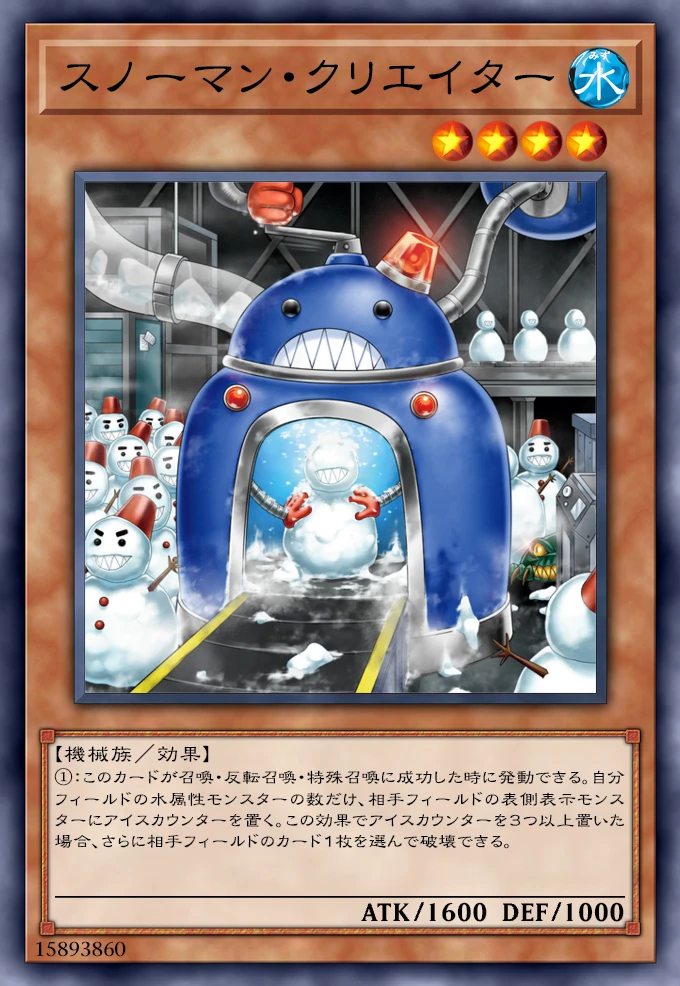 スノーマン・クリエイター
みず
水
【機械族／効果】
①：このカードが召喚・反転召喚・特殊召喚に成功した時に発動できる。自分
フィールドの水属性モンスターの数だけ、相手フィールドの表側表示モンス
ターにアイスカウンターを置く。この効果でアイスカウンターを３つ以上置いた
場合、さらに相手フィールドのカード１枚を選んで破壊できる。
ATK/1600 DEF/1000
15893860